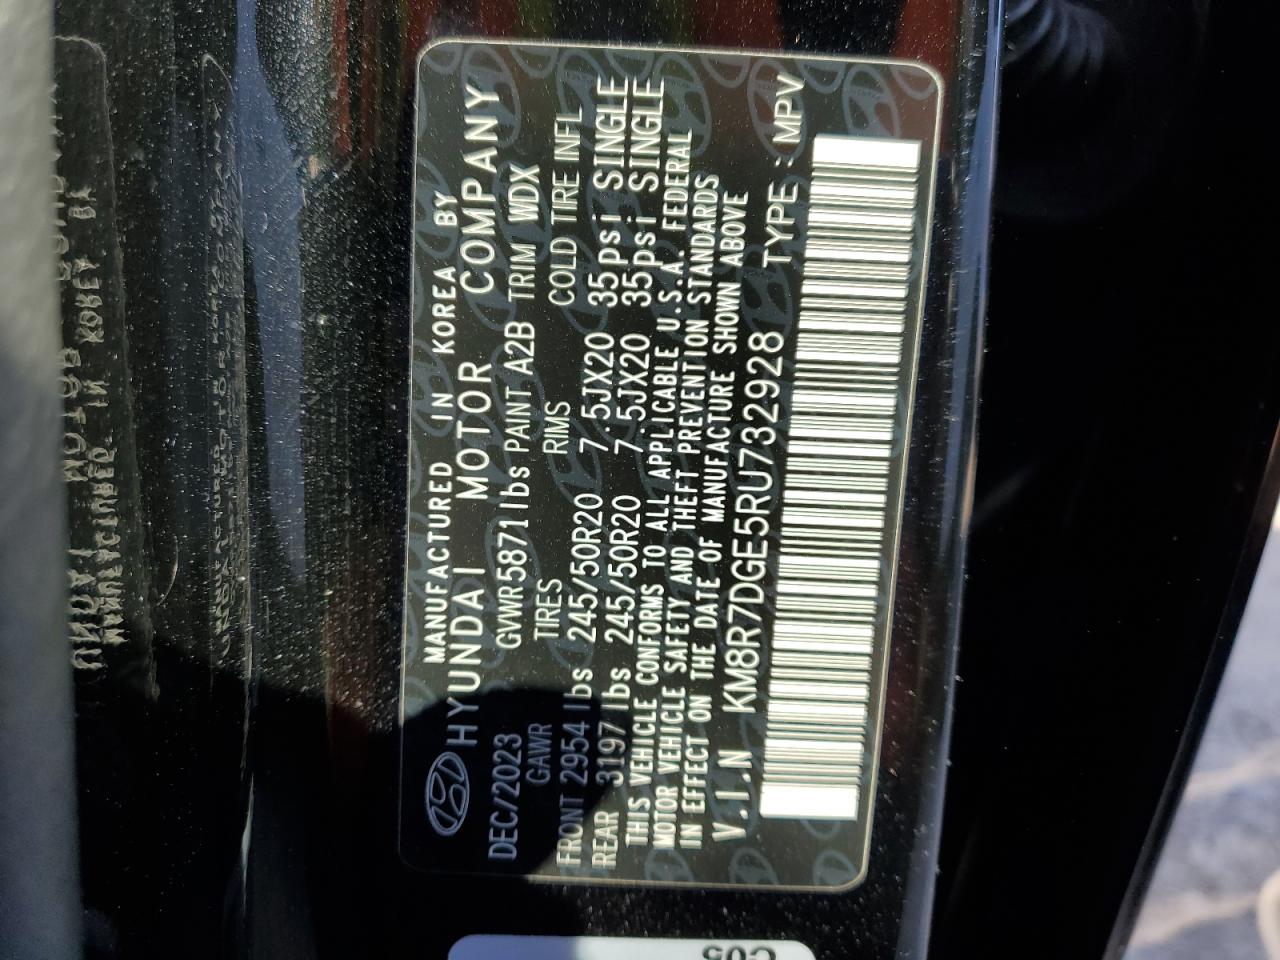 MANUFACTURED IN KOREA BY
HYUNDAI MOTOR COMPANY
DEC/2023 GVWR 5871 lbs PAINT A2B TRIM WDX
GAWR TIRES RIMS COLD TIRE INFL
FRONT 2954 lbs 245/50R20 7.5JX20 35psi SINGLE
REAR 3197 lbs 245/50R20 7.5JX20 35psi SINGLE
THIS VEHICLE CONFORMS TO ALL APPLICABLE U.S.A. FEDERAL
MOTOR VEHICLE SAFETY AND THEFT PREVENTION STANDARDS
IN EFFECT ON THE DATE OF MANUFACTURE SHOWN ABOVE
V.I.N KM8R7DGE5RU732928 TYPE : MPV